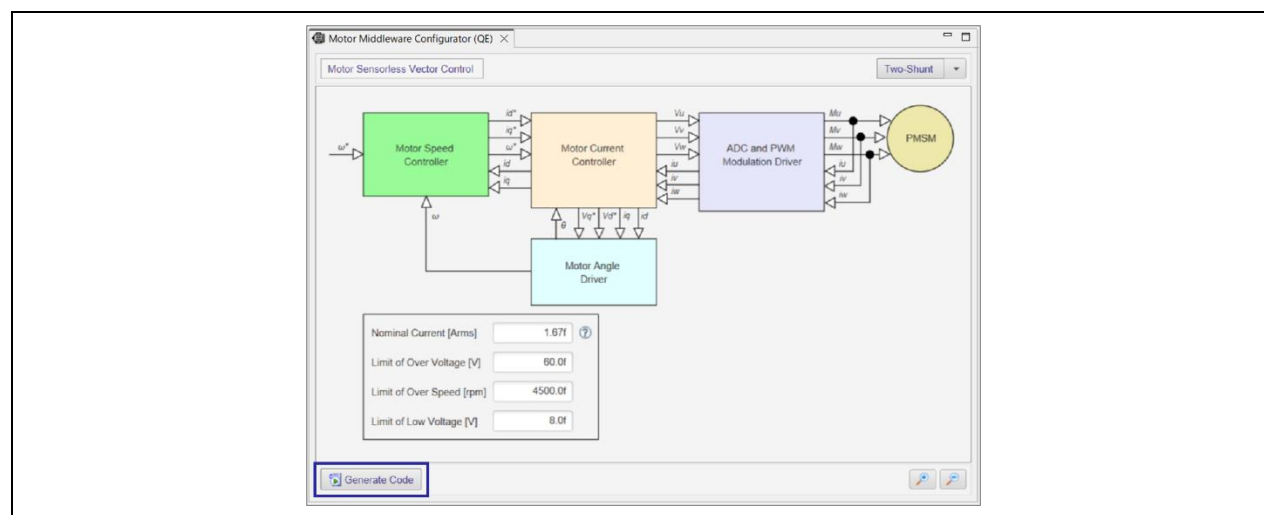 Motor Middleware Configurator (QE)
Motor Sensorless Vector Control
Two-Shunt
ω*
Motor Speed
Controller
id*
iq*
ω*
id
iq
Motor Current
Controller
Vu
Vv
Vw
iu
iv
iw
ADC and PWM
Modulation Driver
Mu
Mv
Mw
iu
iv
iw
PMSM
ω
θ
Vq*
Vd*
iq
id
Motor Angle
Driver
Nominal Current [Arms] 1.67f
Limit of Over Voltage [V] 60.0f
Limit of Over Speed [rpm] 4500.0f
Limit of Low Voltage [V] 8.0f
Generate Code